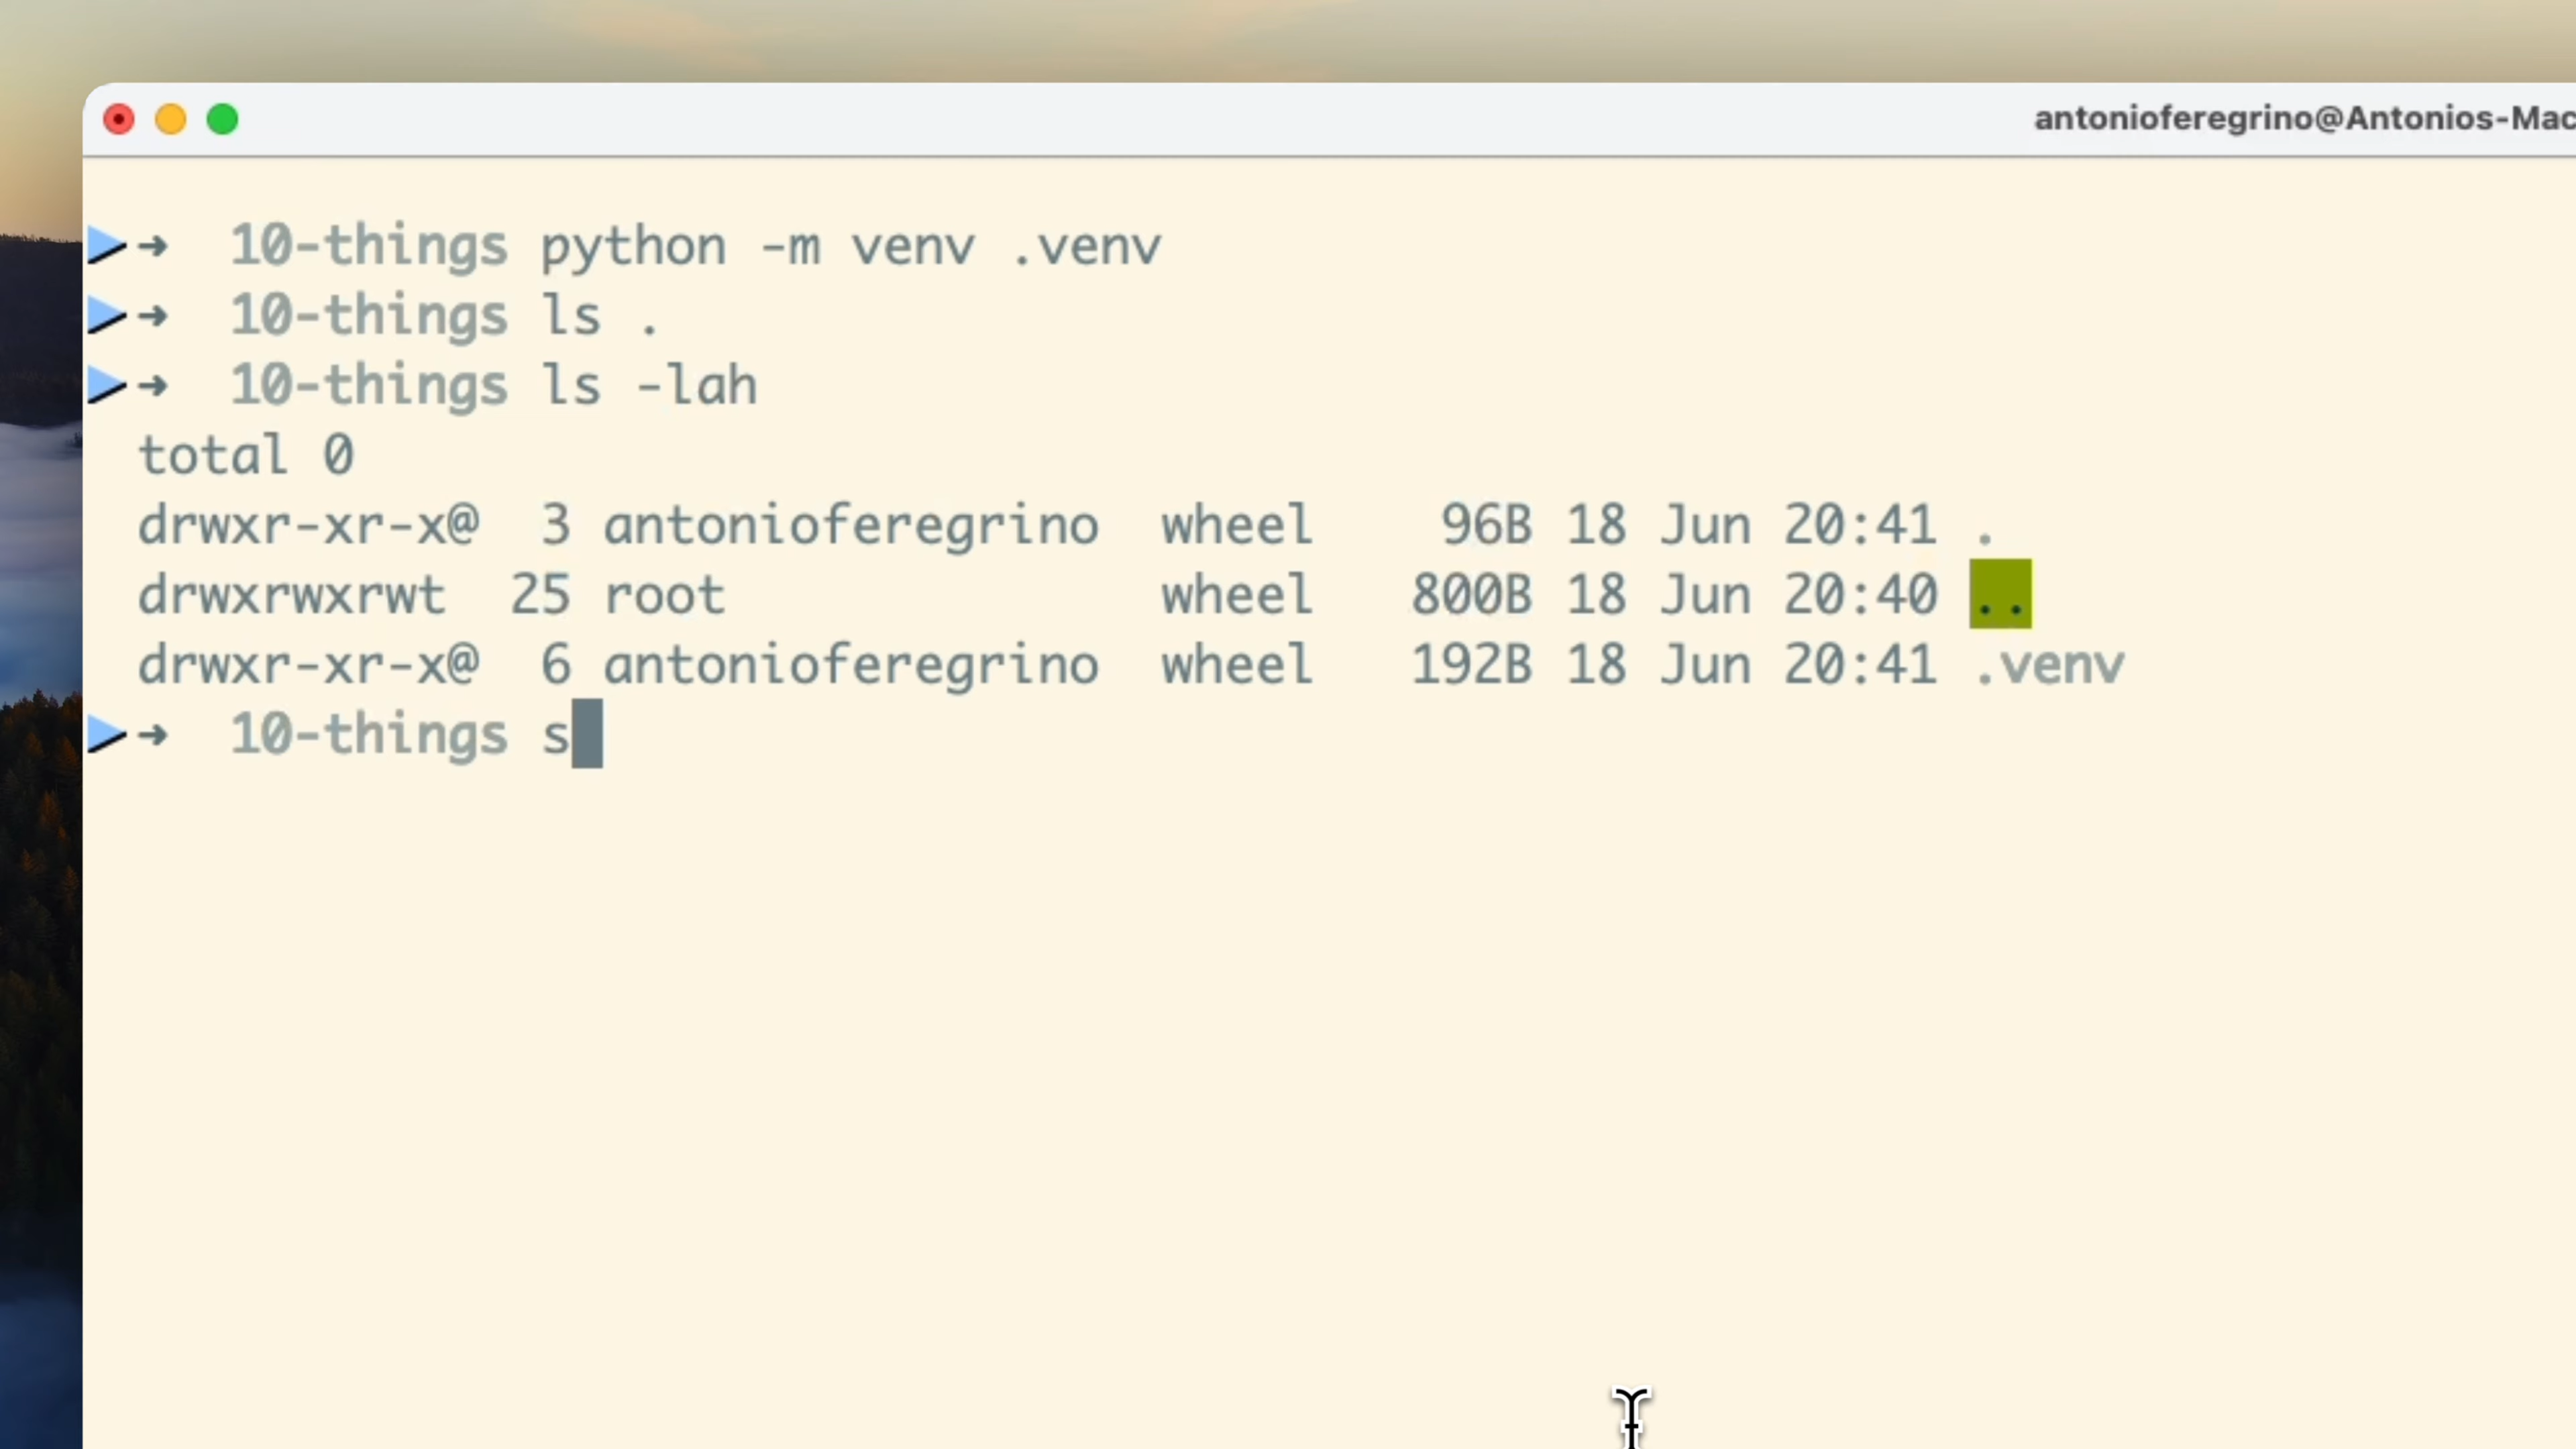 antonioferegrino@Antonios-Mac
➜ 10-things python -m venv .venv
➜ 10-things ls .
➜ 10-things ls -lah
total 0
drwxr-xr-x@ 3 antonioferegrino wheel 96B 18 Jun 20:41 .
drwxrwxrwt 25 root wheel 800B 18 Jun 20:40 ..
drwxr-xr-x@ 6 antonioferegrino wheel 192B 18 Jun 20:41 .venv
➜ 10-things s